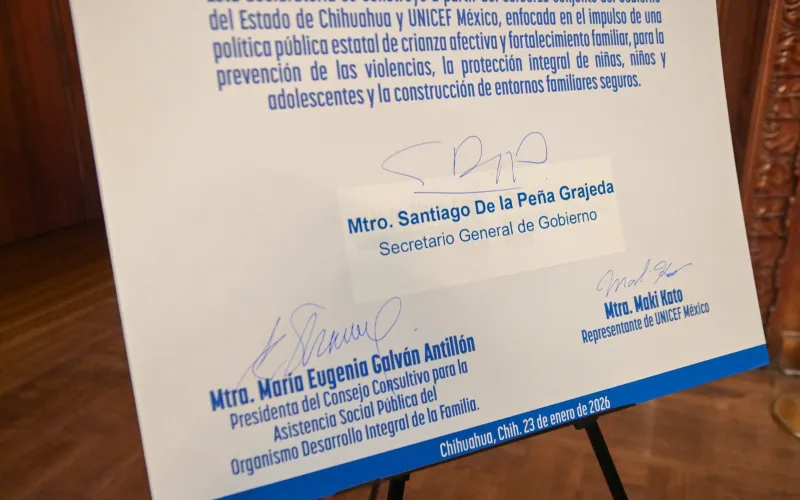 del Estado de Chihuahua y UNICEF México, enfocada en el impulso de una
política pública estatal de crianza afectiva y fortalecimiento familiar, para la
prevención de las violencias, la protección integral de niñas, niños y
adolescentes y la construcción de entornos familiares seguros.
Mtro. Santiago De la Peña Grajeda
Secretario General de Gobierno
Mtra. Maki Kato
Representante de UNICEF México
Mtra. María Eugenia Galván Antillón
Presidenta del Consejo Consultivo para la
Asistencia Social Pública del
Organismo Desarrollo Integral de la Familia.
Chihuahua, Chih. 23 de enero de 2026